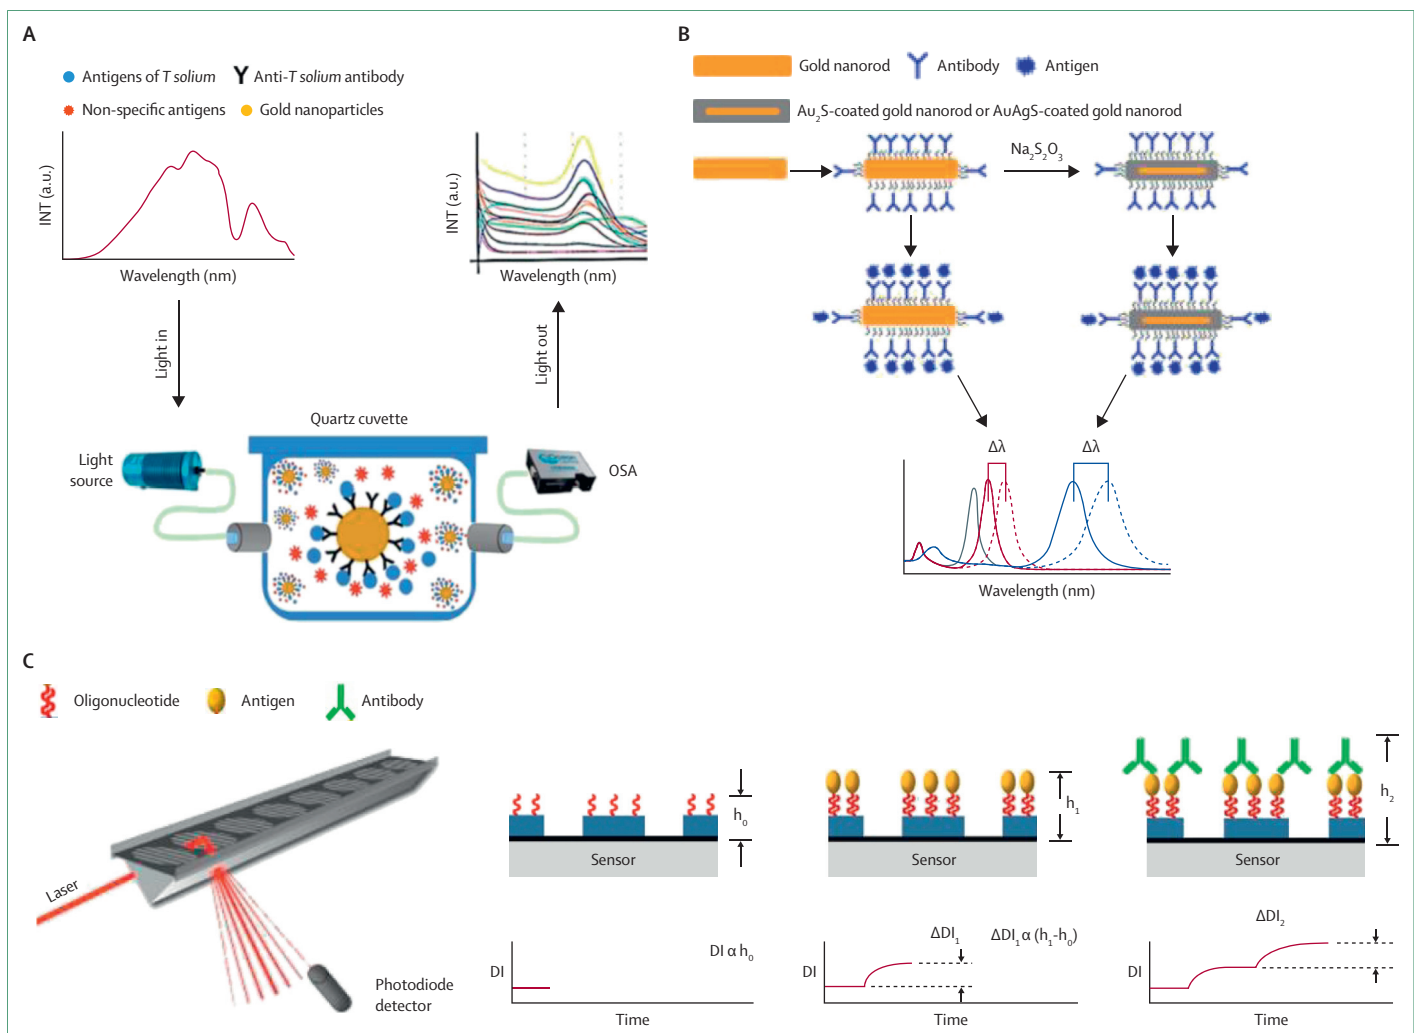 A
Antigens of T solium
Anti-T solium antibody
Non-specific antigens
Gold nanoparticles
INT (a.u.)
Wavelength (nm)
INT (a.u.)
Wavelength (nm)
Light in
Light out
Quartz cuvette
Light
source
OSA
B
Gold nanorod
Antibody
Antigen
Au₂S-coated gold nanorod or AuAgS-coated gold nanorod
Na₂S₂O₃
Δλ
Δλ
Wavelength (nm)
C
Oligonucleotide
Antigen
Antibody
Laser
Photodiode
detector
h₀
Sensor
h₁
Sensor
h₂
Sensor
DI
DI α h₀
Time
DI
ΔDI₁
ΔDI₁ α (h₁-h₀)
Time
DI
ΔDI₂
Time